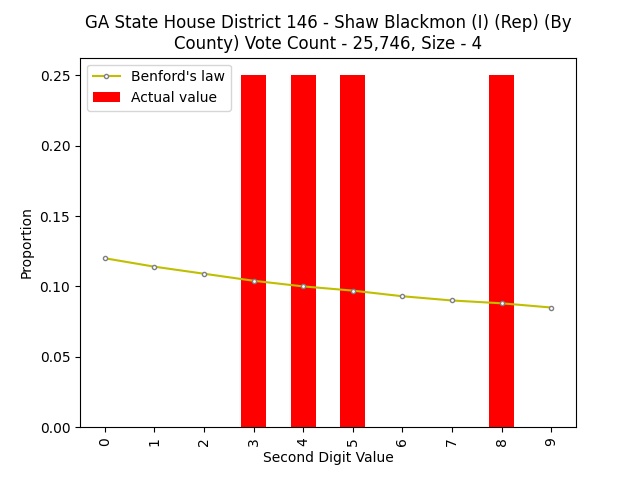 GA State House District 146 - Shaw Blackmon (I) (Rep) (By
County) Vote Count - 25,746, Size - 4
Benford's law
Actual value
0.25
0.20
0.15
0.10
0.05
0.00
Proportion
0 1 2 3 4 5 6 7 8 9
Second Digit Value